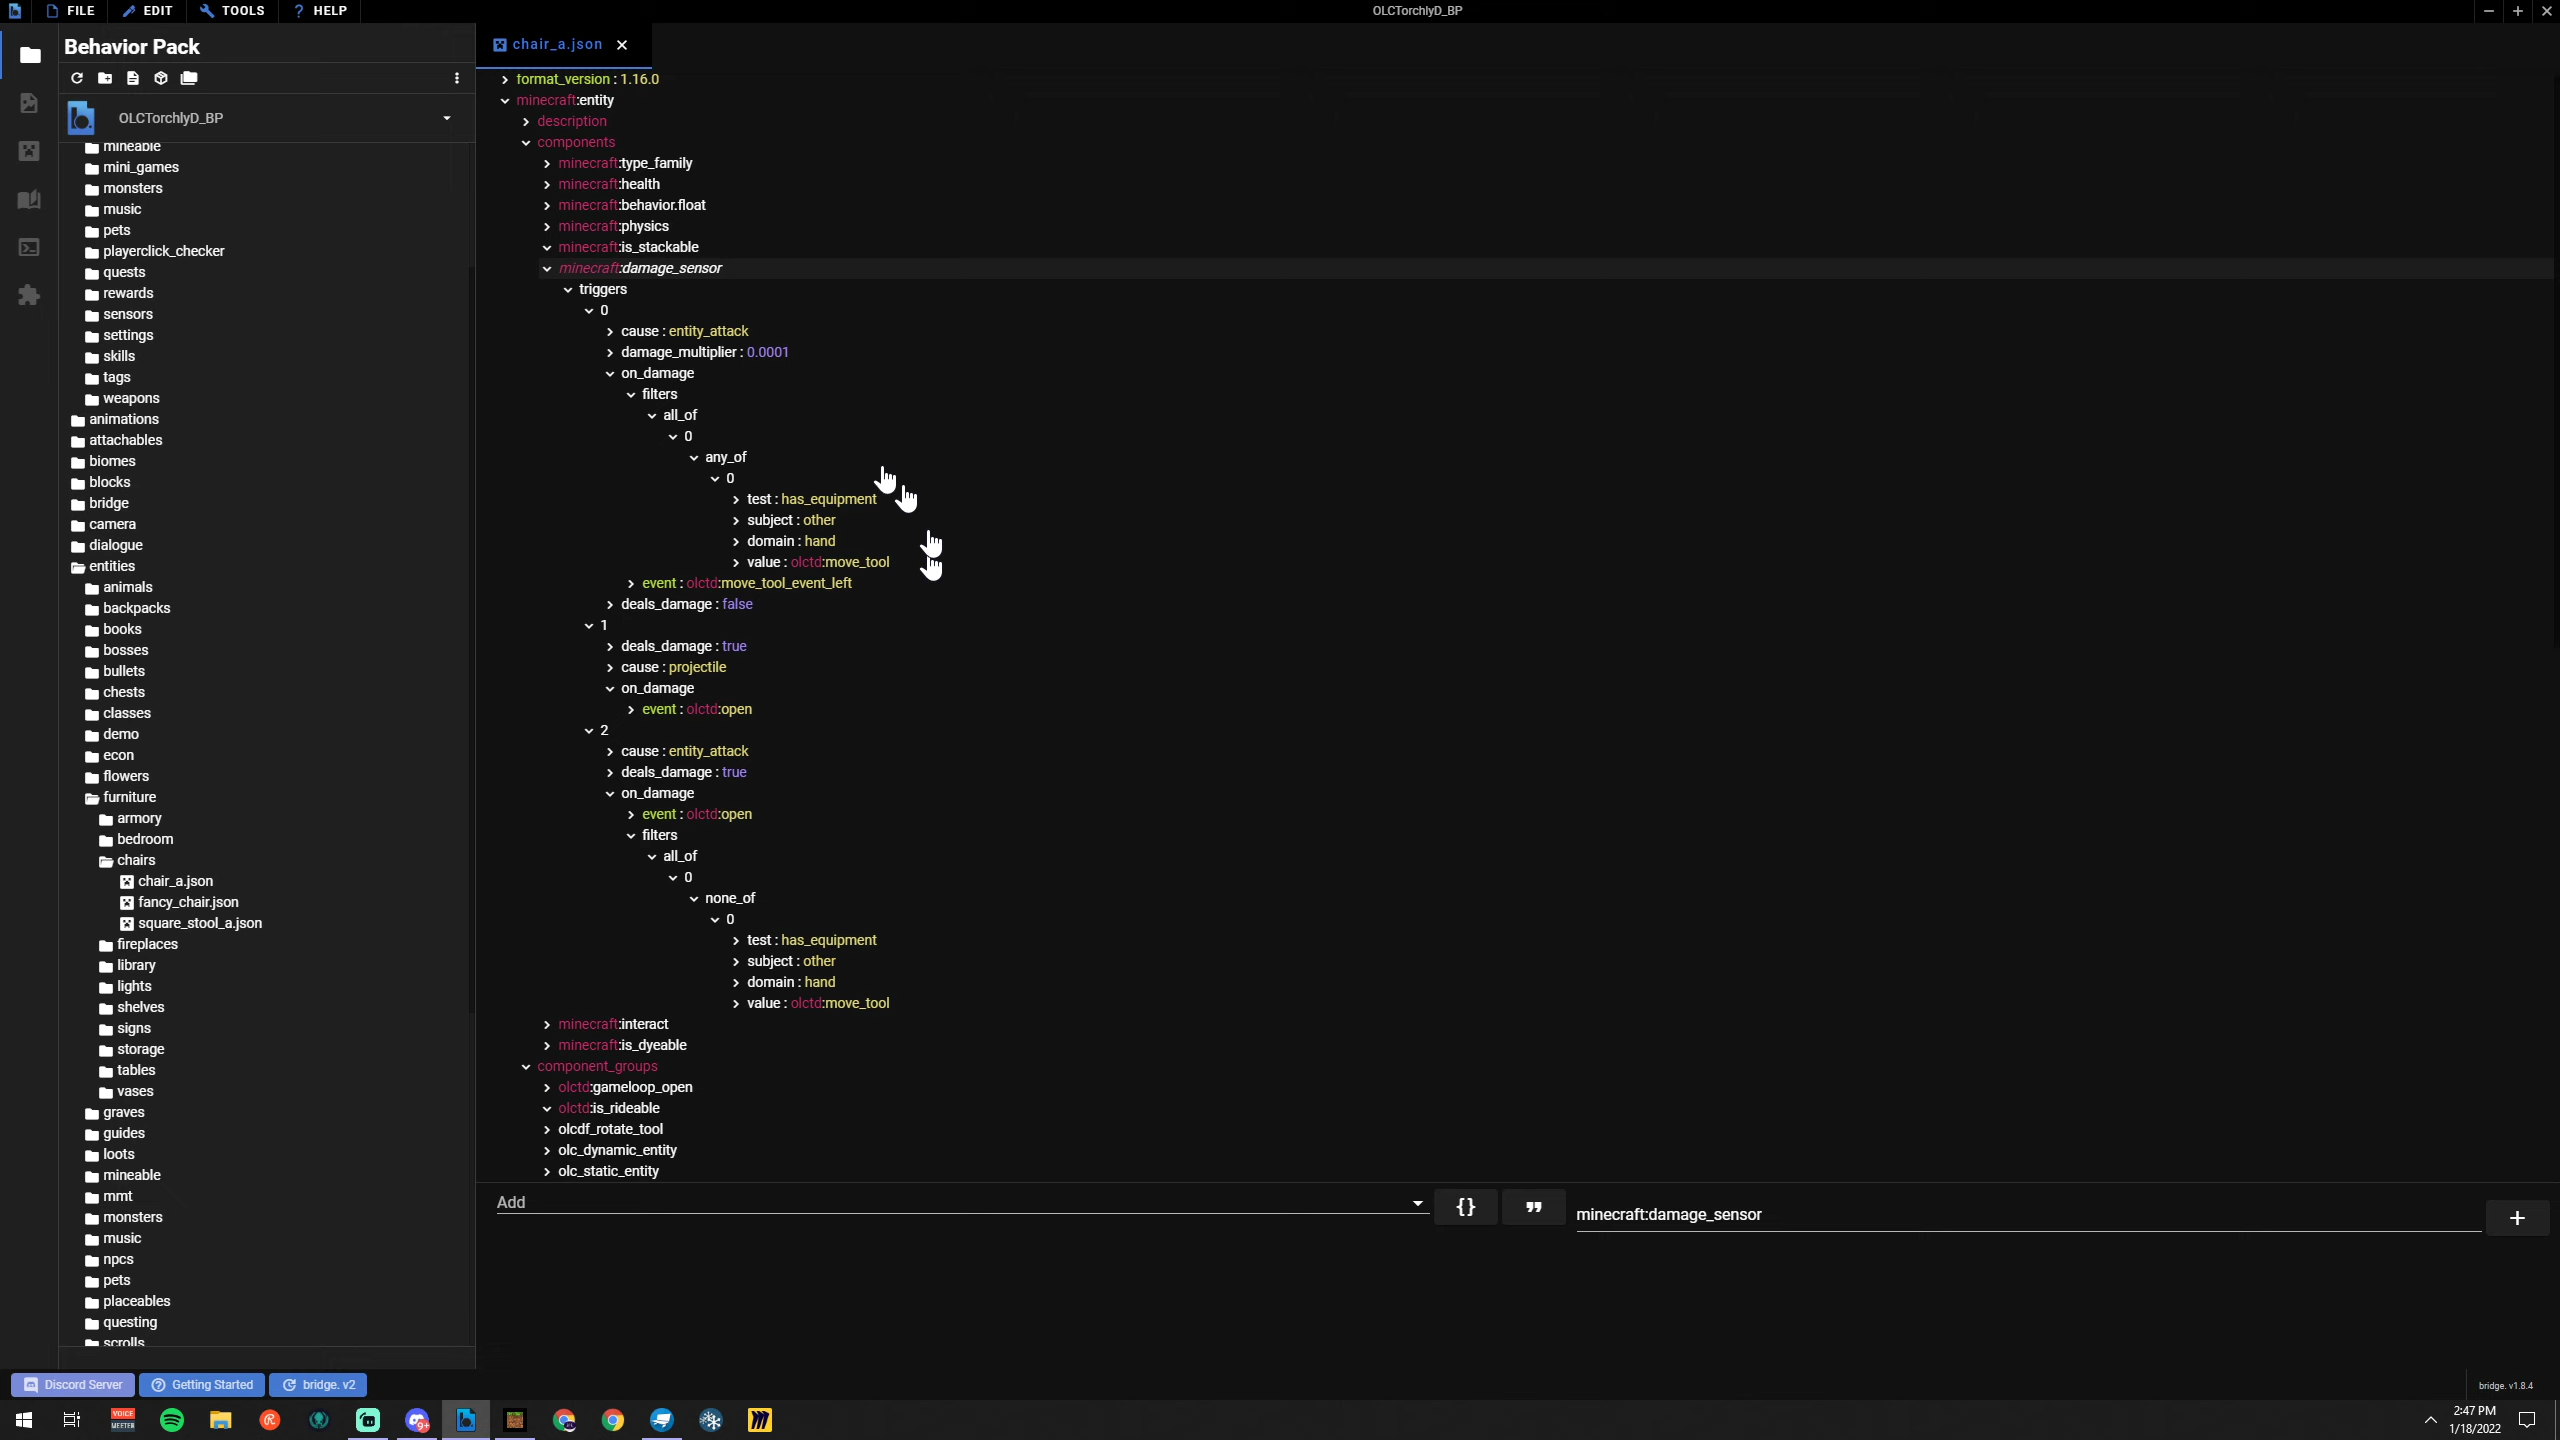 FILE EDIT TOOLS HELP OLCTorchlyD_BP
Behavior Pack
OLCTorchlyD_BP
mineable
mini_games
monsters
music
pets
playerclick_checker
quests
rewards
sensors
settings
skills
tags
weapons
animations
attachables
biomes
blocks
bridge
camera
dialogue
entities
animals
backpacks
books
bosses
bullets
chests
classes
demo
econ
flowers
furniture
armory
bedroom
chairs
chair_a.json
fancy_chair.json
square_stool_a.json
fireplaces
library
lights
shelves
signs
storage
tables
vases
graves
guides
loots
mineable
mmt
monsters
music
npcs
pets
placeables
questing
scrolls
chair_a.json
format_version : 1.16.0
minecraft:entity
description
components
minecraft:type_family
minecraft:health
minecraft:behavior.float
minecraft:physics
minecraft:is_stackable
minecraft:damage_sensor
triggers
0
cause : entity_attack
damage_multiplier : 0.0001
on_damage
filters
all_of
0
any_of
0
test : has_equipment
subject : other
domain : hand
value : olctd:move_tool
event : olctd:move_tool_event_left
deals_damage : false
1
deals_damage : true
cause : projectile
on_damage
event : olctd:open
2
cause : entity_attack
deals_damage : true
on_damage
event : olctd:open
filters
all_of
0
none_of
0
test : has_equipment
subject : other
domain : hand
value : olctd:move_tool
minecraft:interact
minecraft:is_dyeable
component_groups
olctd:gameloop_open
olctd:is_rideable
olcdf_rotate_tool
olc_dynamic_entity
olc_static_entity
Add {} minecraft:damage_sensor +
Discord Server Getting Started bridge. v2 bridge. v1.8.4
VOICE
MEETER
9+
2:47 PM
1/18/2022